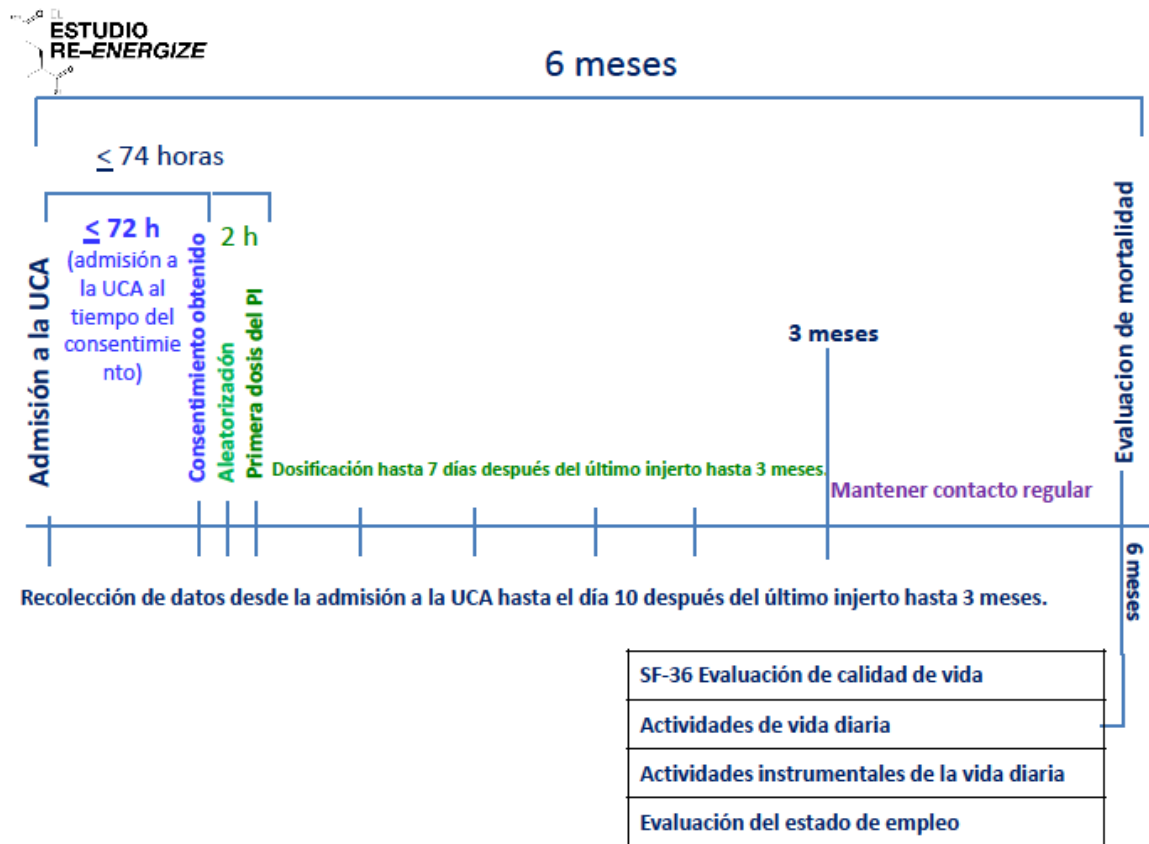 EL
ESTUDIO
RE–ENERGIZE
6 meses
≤ 74 horas
≤ 72 h
(admisión a
la UCA al
tiempo del
consentimie
nto)
2 h
Admisión a la UCA
Consentimiento obtenido
Aleatorización
Primera dosis del PI
3 meses
Evaluacion de mortalidad
Dosificación hasta 7 días después del último injerto hasta 3 meses.
Mantener contacto regular
6 meses
Recolección de datos desde la admisión a la UCA hasta el día 10 después del último injerto hasta 3 meses.
SF-36 Evaluación de calidad de vida
Actividades de vida diaria
Actividades instrumentales de la vida diaria
Evaluación del estado de empleo